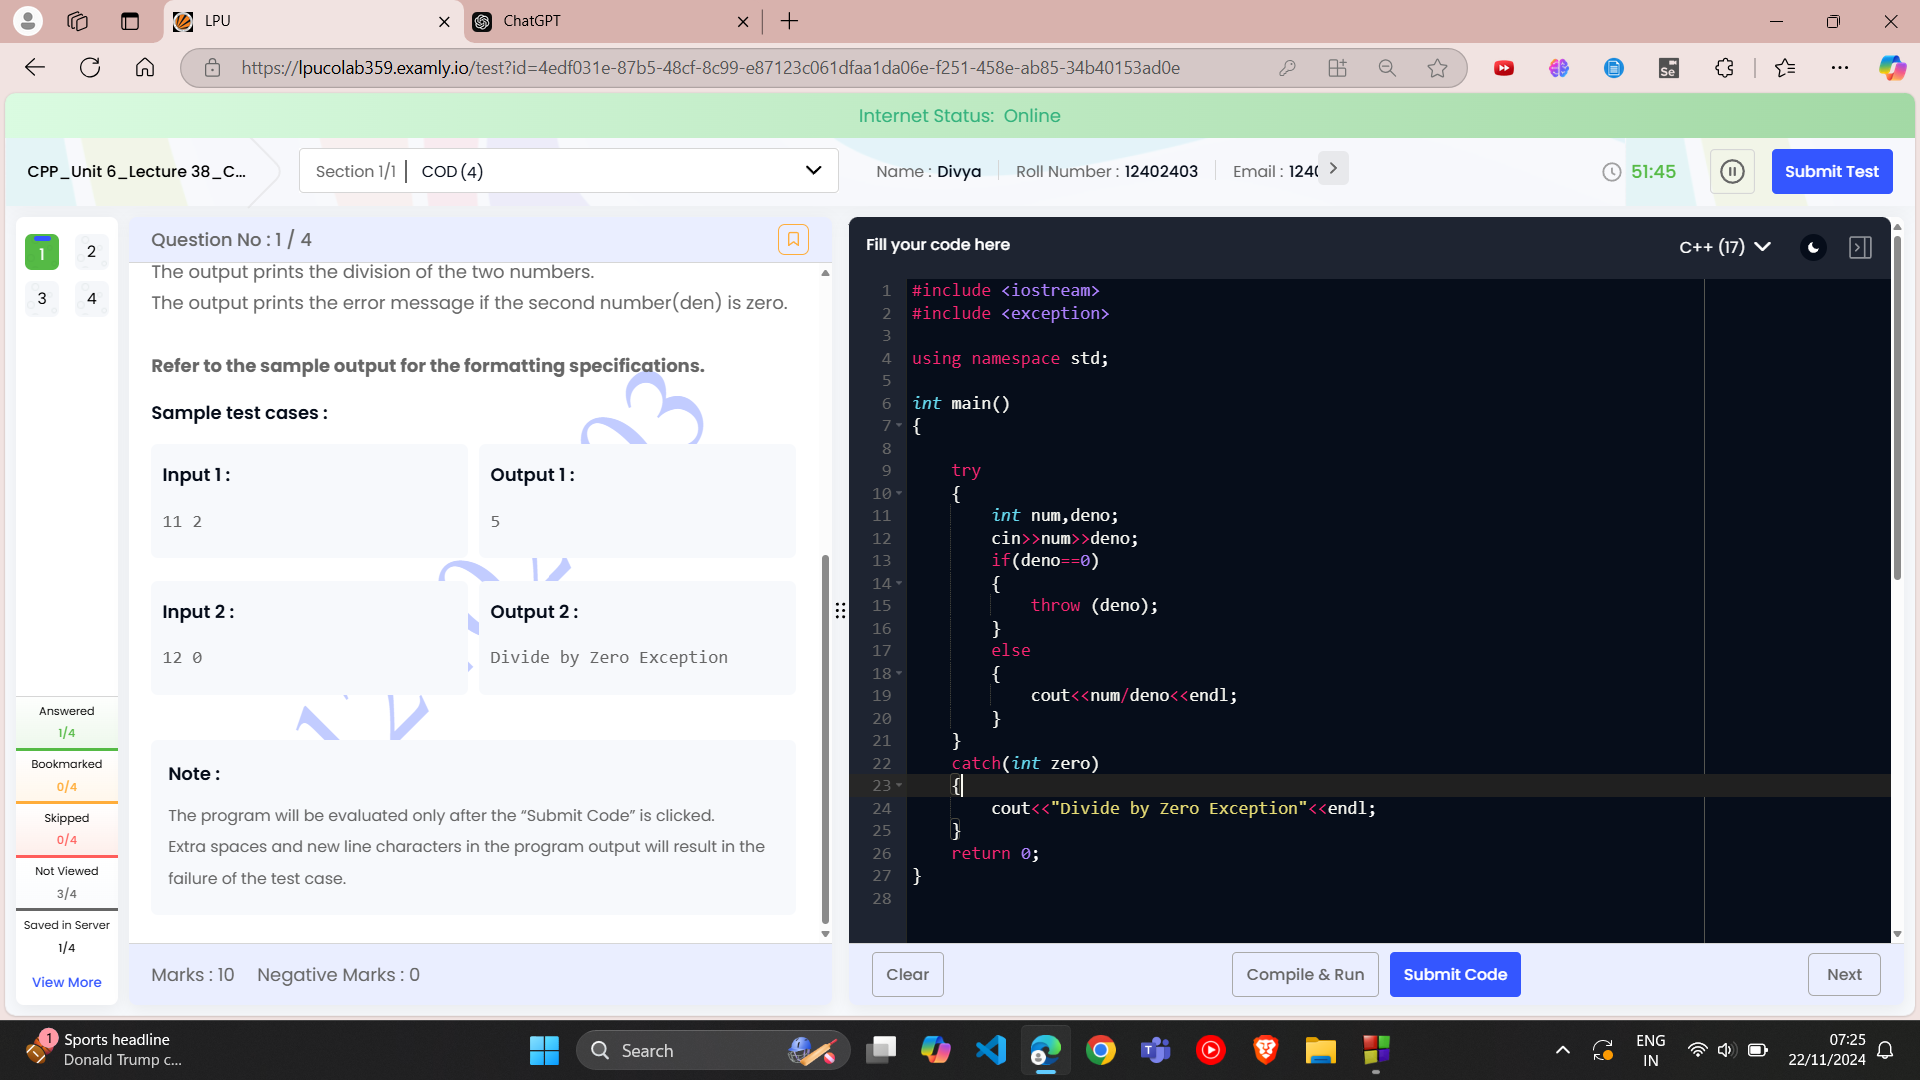 LPU
ChatGPT
https://lpucolab359.examly.io/test?id=4edf031e-87b5-48cf-8c99-e87123c061dfaa1da06e-f251-458e-ab85-34b40153ad0e
Internet Status: Online
CPP_Unit 6_Lecture 38_C...
Section 1/1 | COD (4)
Name : Divya
Roll Number : 12402403
Email : 1240
51:45
Submit Test
1 2
3 4
Question No : 1 / 4
The output prints the division of the two numbers.
The output prints the error message if the second number(den) is zero.
Refer to the sample output for the formatting specifications.
Sample test cases :
Input 1 :
11 2
Output 1 :
5
Input 2 :
12 0
Output 2 :
Divide by Zero Exception
Note :
The program will be evaluated only after the “Submit Code” is clicked.
Extra spaces and new line characters in the program output will result in the
failure of the test case.
Answered
1/4
Bookmarked
0/4
Skipped
0/4
Not Viewed
3/4
Saved in Server
1/4
View More
Marks : 10 Negative Marks : 0
Fill your code here
C++ (17)
1 #include <iostream>
2 #include <exception>
3
4 using namespace std;
5
6 int main()
7 {
8
9 try
10 {
11 int num,deno;
12 cin>>num>>deno;
13 if(deno==0)
14 {
15 throw (deno);
16 }
17 else
18 {
19 cout<<num/deno<<endl;
20 }
21 }
22 catch(int zero)
23 {
24 cout<<"Divide by Zero Exception"<<endl;
25 }
26 return 0;
27 }
28
Clear
Compile & Run
Submit Code
Next
1
Sports headline
Donald Trump c...
Search
ENG
IN
07:25
22/11/2024